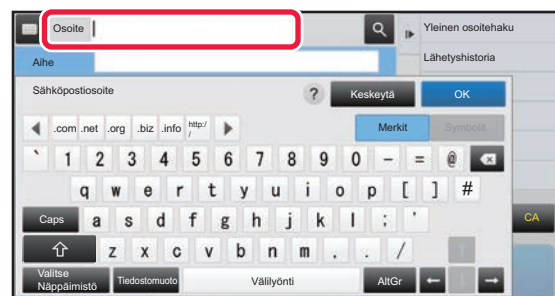 Osoite
Yleinen osoitehaku
Aihe
Lähetyshistoria
Sähköpostiosoite ? Keskeytä OK
.com .net .org .biz .info http:// Merkit Symbolit
` 1 2 3 4 5 6 7 8 9 0 - = @
q w e r t y u i o p [ ] #
Caps a s d f g h j k l ; ' CA
z x c v b n m , . /
Valitse Näppäimistö Tiedostomuoto Välilyönti AltGr